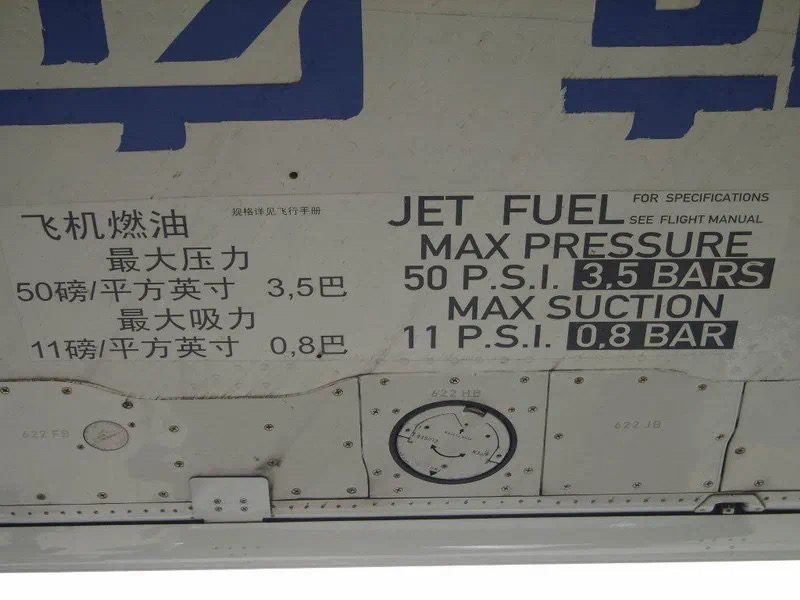 飞机燃油 规格详见飞行手册
最大压力
50磅/平方英寸 3,5巴
最大吸力
11磅/平方英寸 0,8巴
JET FUEL FOR SPECIFICATIONS
SEE FLIGHT MANUAL
MAX PRESSURE
50 P.S.I. 3,5 BARS
MAX SUCTION
11 P.S.I. 0,8 BAR
622 FB
622 HB
622 JB
OPEN